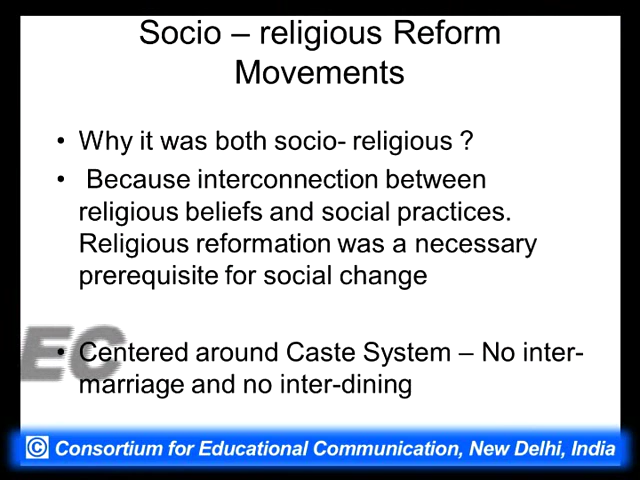 Socio – religious Reform
Movements
• Why it was both socio- religious ?
• Because interconnection between
religious beliefs and social practices.
Religious reformation was a necessary
prerequisite for social change
• Centered around Caste System – No inter-
marriage and no inter-dining
EC
© Consortium for Educational Communication, New Delhi, India